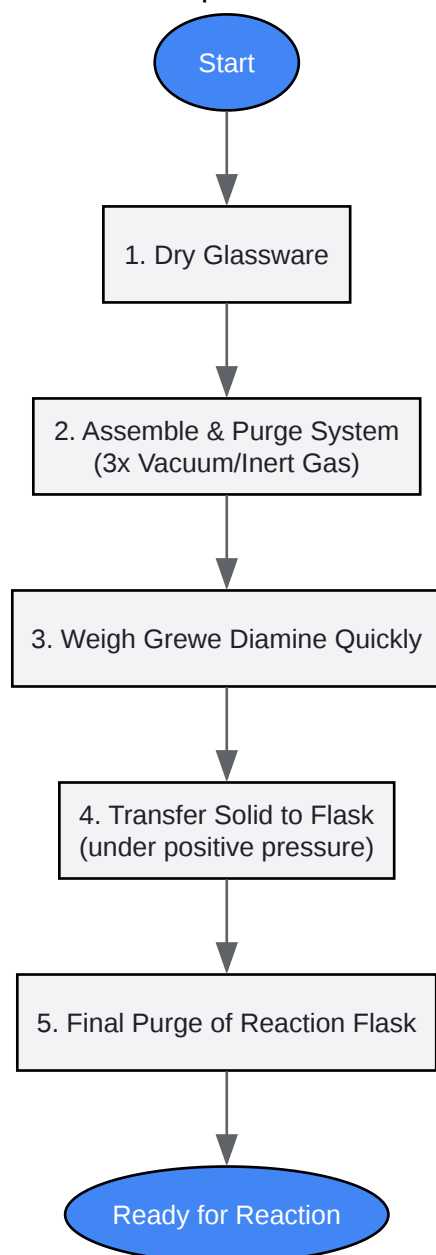 Start
1. Dry Glassware
2. Assemble & Purge System
(3x Vacuum/Inert Gas)
3. Weigh Grewe Diamine Quickly
4. Transfer Solid to Flask
(under positive pressure)
5. Final Purge of Reaction Flask
Ready for Reaction